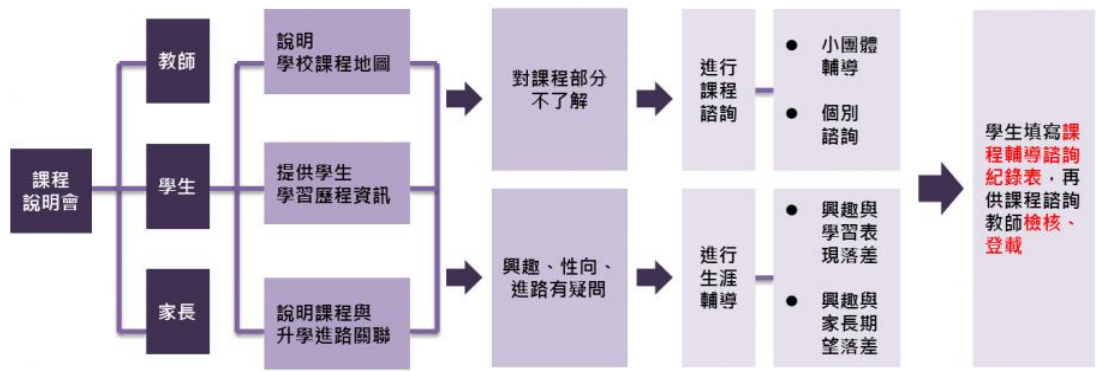 課程
說明會
教師
學生
家長
說明
學校課程地圖
提供學生
學習歷程資訊
說明課程與
升學進路關聯
對課程部分
不了解
興趣、性向、
進路有疑問
進行
課程
諮詢
● 小團體
輔導
● 個別
諮詢
進行
生涯
輔導
● 興趣與
學習表
現落差
● 興趣與
家長期
望落差
學生填寫課
程輔導諮詢
紀錄表，再
供課程諮詢
教師檢核、
登載